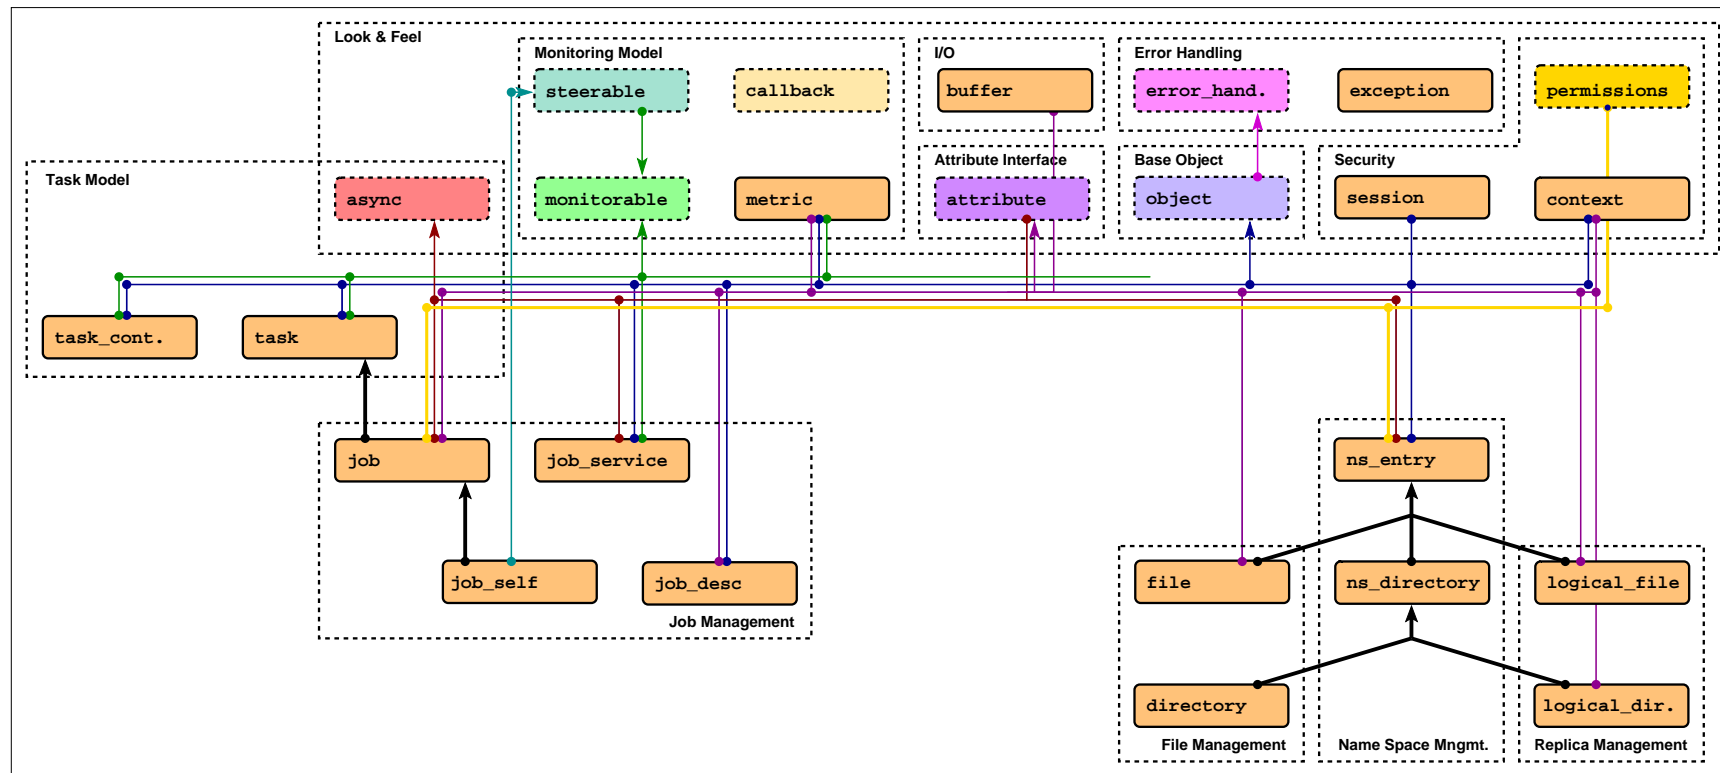 Look & Feel
Monitoring Model
I/O
Error Handling
steerable
callback
buffer
error_hand.
exception
permissions
Task Model
Attribute Interface
Base Object
Security
async
monitorable
metric
attribute
object
session
context
task_cont.
task
job
job_service
ns_entry
job_self
job_desc
file
ns_directory
logical_file
Job Management
directory
logical_dir.
File Management
Name Space Mngmt.
Replica Management